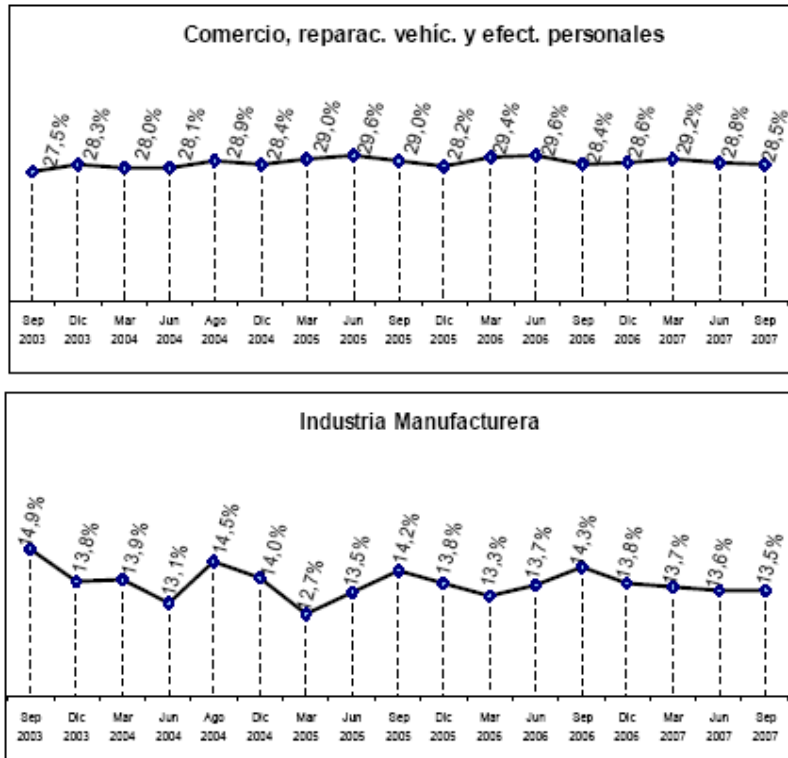 Comercio, reparac. vehíc. y efect. personales
27,5% 28,3% 28,0% 28,1% 28,9% 28,4% 29,0% 29,6% 29,0% 28,2% 29,4% 29,6% 28,4% 28,6% 29,2% 28,8% 28,5%
Sep Dic Mar Jun Ago Dic Mar Jun Sep Dic Mar Jun Sep Dic Mar Jun Sep
2003 2003 2004 2004 2004 2004 2005 2005 2005 2005 2006 2006 2006 2006 2007 2007 2007
Industria Manufacturera
14,9% 13,8% 13,9% 13,1% 14,5% 14,0% 12,7% 13,5% 14,2% 13,8% 13,3% 13,7% 14,3% 13,8% 13,7% 13,6% 13,5%
Sep Dic Mar Jun Ago Dic Mar Jun Sep Dic Mar Jun Sep Dic Mar Jun Sep
2003 2003 2004 2004 2004 2004 2005 2005 2005 2005 2006 2006 2006 2006 2007 2007 2007